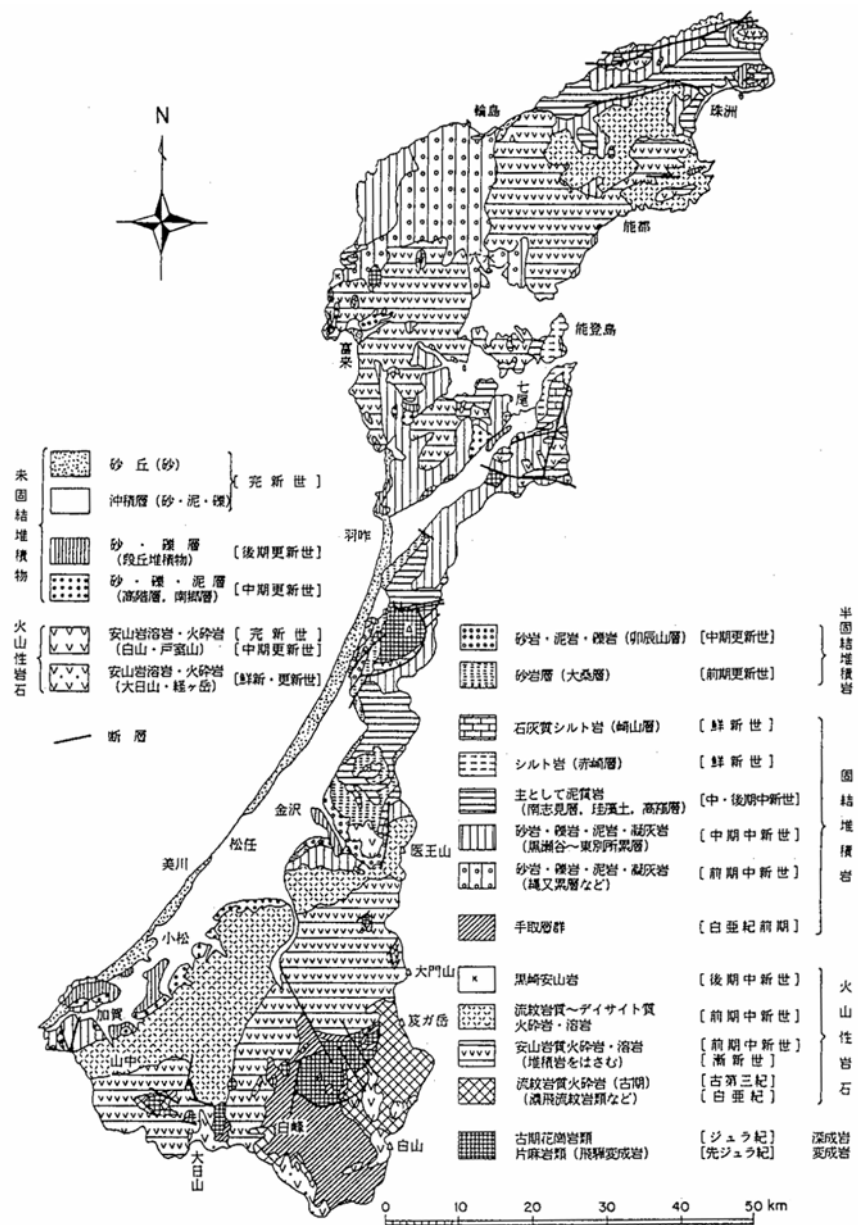 N
輪島
珠洲
能都
穴水
能登島
富来
七尾
羽咋
金沢
松任
医王山
美川
小松
大門山
加賀
笈ガ岳
山中
白峰
白山
大日山
未固結堆積物
砂丘(砂)
[完新世]
沖積層(砂・泥・礫)
砂・礫層
(段丘堆積物)
[後期更新世]
砂・礫・泥層
(高階層,南郷層)
[中期更新世]
火山性岩石
安山岩溶岩・火砕岩
(白山・戸室山)
[完新世]
[中期更新世]
安山岩溶岩・火砕岩
(大日山・経ヶ岳)
[鮮新・更新世]
断層
半固結堆積岩
砂岩・泥岩・礫岩(卯辰山層) [中期更新世]
砂岩層(大桑層) [前期更新世]
固結堆積岩
石灰質シルト岩(崎山層) [鮮新世]
シルト岩(赤崎層) [鮮新世]
主として泥質岩
(南志見層,珪藻土,高窪層)
[中・後期中新世]
砂岩・礫岩・泥岩・凝灰岩
(黒瀬谷~東別所累層)
[中期中新世]
砂岩・礫岩・泥岩・凝灰岩
(縄又累層など)
[前期中新世]
手取層群 [白亜紀前期]
火山性岩石
黒崎安山岩 [後期中新世]
流紋岩質~デイサイト質
火砕岩・溶岩
[前期中新世]
安山岩質火砕岩・溶岩
(堆積岩をはさむ)
[前期中新世]
[漸新世]
流紋岩質火砕岩(古期)
(濃飛流紋岩類など)
[古第三紀]
[白亜紀]
古期花崗岩類 [ジュラ紀] 深成岩
片麻岩類(飛騨変成岩) [先ジュラ紀] 変成岩
0 10 20 30 40 50 km